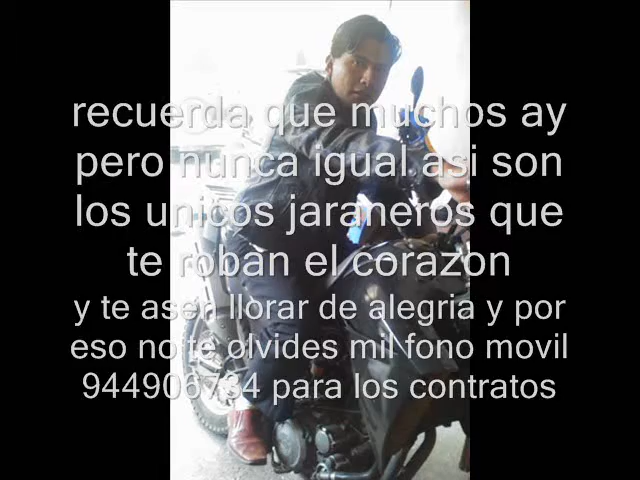 recuerda que muchos ay
pero nunca igual asi son
los unicos jaraneros que
te roban el corazon
y te asen llorar de alegria y por
eso no te olvides mil fono movil
944906734 para los contratos